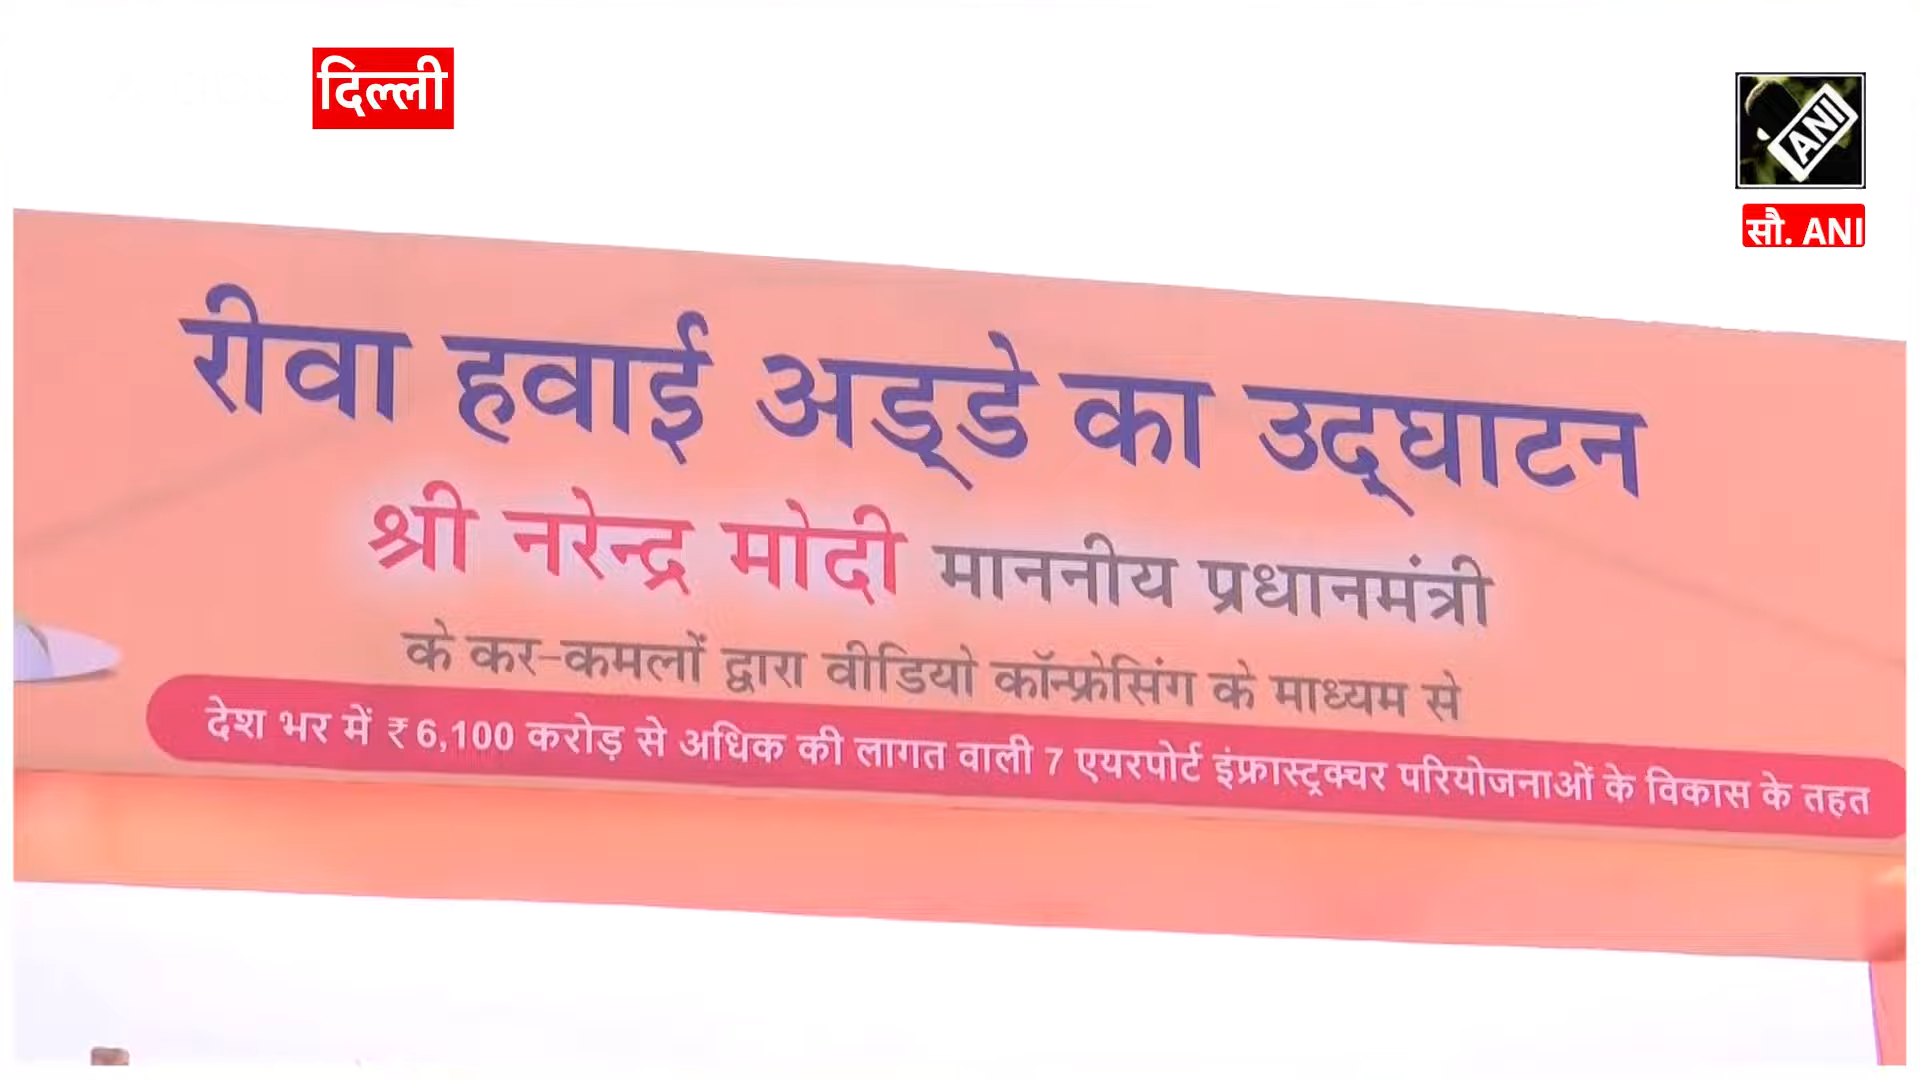 दिल्ली
ANI
सौ. ANI
रीवा हवाई अड्डे का उद्घाटन
श्री नरेन्द्र मोदी माननीय प्रधानमंत्री
के कर-कमलों द्वारा वीडियो कॉन्फ्रेसिंग के माध्यम से
देश भर में ₹ 6,100 करोड़ से अधिक की लागत वाली 7 एयरपोर्ट इंफ्रास्ट्रक्चर परियोजनाओं के विकास के तहत